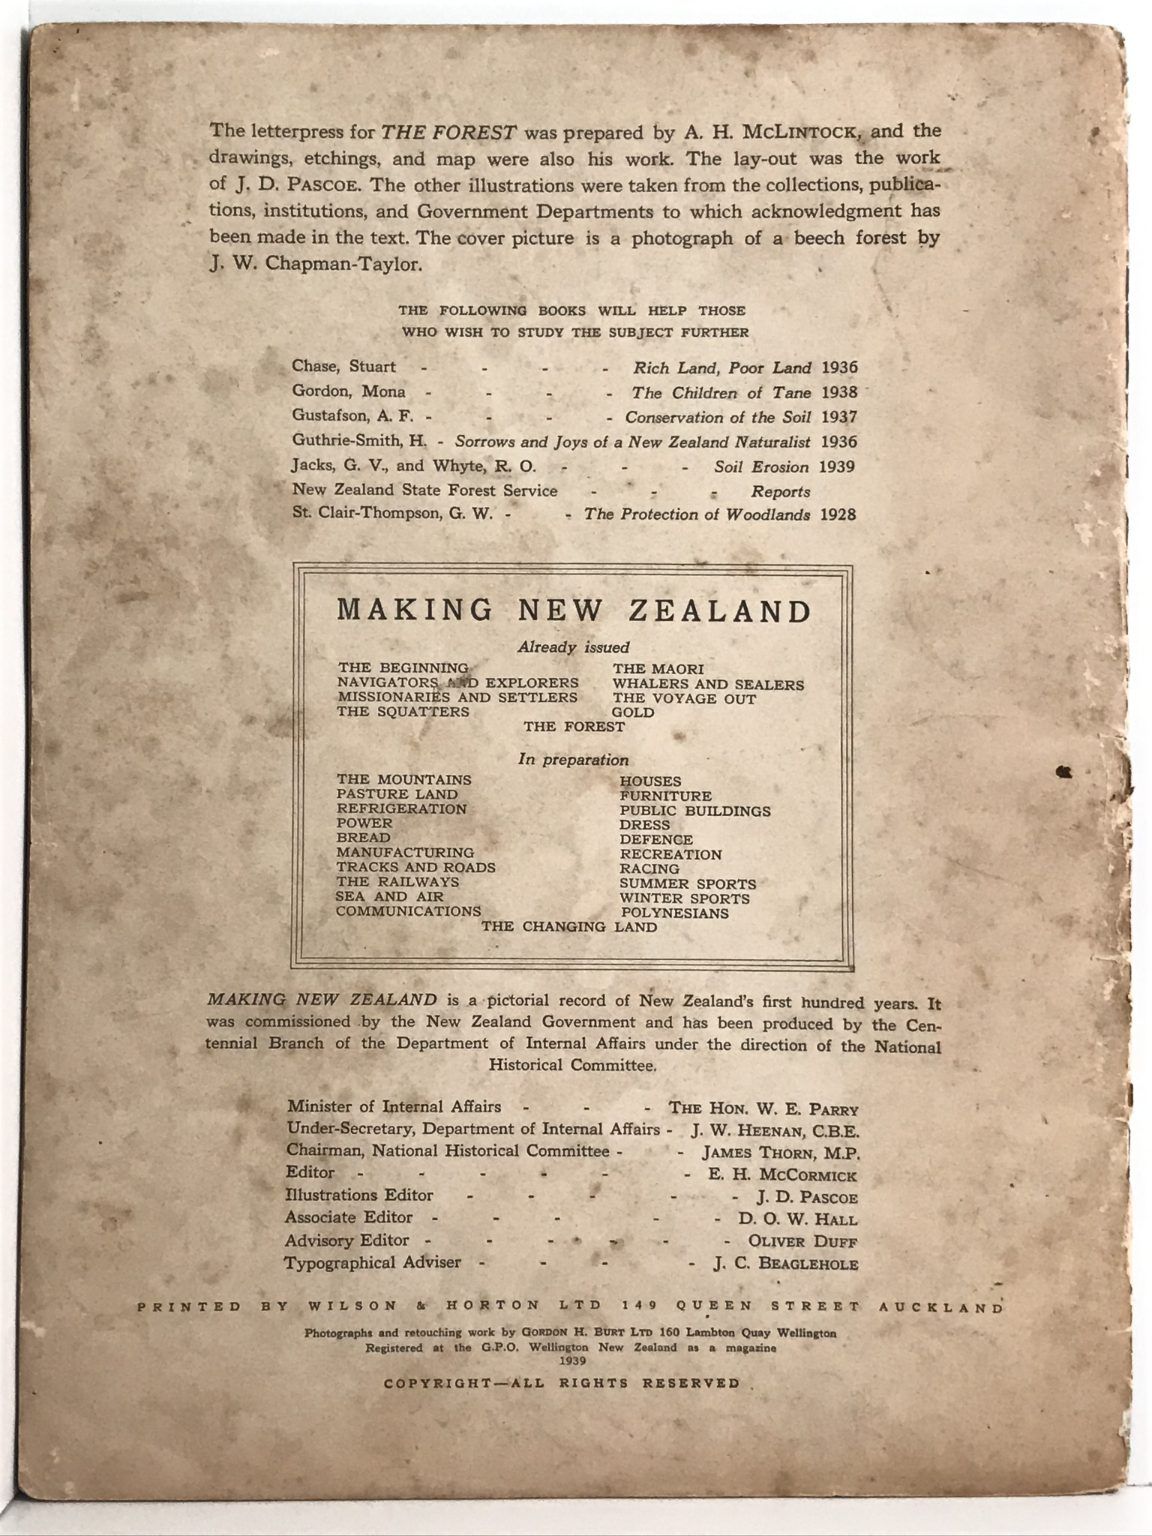 The letterpress for THE FOREST was prepared by A. H. MCLINTOCK, and the
drawings, etchings, and map were also his work. The lay-out was the work
of J. D. PASCOE. The other illustrations were taken from the collections, publica-
tions, institutions, and Government Departments to which acknowledgment has
been made in the text. The cover picture is a photograph of a beech forest by
J. W. Chapman-Taylor.
THE FOLLOWING BOOKS WILL HELP THOSE
WHO WISH TO STUDY THE SUBJECT FURTHER
Chase, Stuart - - - - Rich Land, Poor Land 1936
Gordon, Mona - - - - The Children of Tane 1938
Gustafson, A. F. - - - - Conservation of the Soil 1937
Guthrie-Smith, H. - Sorrows and Joys of a New Zealand Naturalist 1936
Jacks, G. V., and Whyte, R. O. - - - Soil Erosion 1939
New Zealand State Forest Service - - - Reports
St. Clair-Thompson, G. W. - - The Protection of Woodlands 1928
MAKING NEW ZEALAND
Already issued
THE BEGINNING THE MAORI
NAVIGATORS AND EXPLORERS WHALERS AND SEALERS
MISSIONARIES AND SETTLERS THE VOYAGE OUT
THE SQUATTERS GOLD
THE FOREST
In preparation
THE MOUNTAINS HOUSES
PASTURE LAND FURNITURE
REFRIGERATION PUBLIC BUILDINGS
POWER DRESS
BREAD DEFENCE
MANUFACTURING RECREATION
TRACKS AND ROADS RACING
THE RAILWAYS SUMMER SPORTS
SEA AND AIR WINTER SPORTS
COMMUNICATIONS POLYNESIANS
THE CHANGING LAND
MAKING NEW ZEALAND is a pictorial record of New Zealand's first hundred years. It
was commissioned by the New Zealand Government and has been produced by the Cen-
tennial Branch of the Department of Internal Affairs under the direction of the National
Historical Committee.
Minister of Internal Affairs - - - THE HON. W. E. PARRY
Under-Secretary, Department of Internal Affairs - J. W. HEENAN, C.B.E.
Chairman, National Historical Committee - - JAMES THORN, M.P.
Editor - - - - - - E. H. MCCORMICK
Illustrations Editor - - - - - J. D. PASCOE
Associate Editor - - - - - D. O. W. HALL
Advisory Editor - - - - - - OLIVER DUFF
Typographical Adviser - - - - J. C. BEAGLEHOLE
PRINTED BY WILSON & HORTON LTD 149 QUEEN STREET AUCKLAND
Photographs and retouching work by GORDON H. BURT LTD 160 Lambton Quay Wellington
Registered at the G.P.O. Wellington New Zealand as a magazine
1939
COPYRIGHT—ALL RIGHTS RESERVED